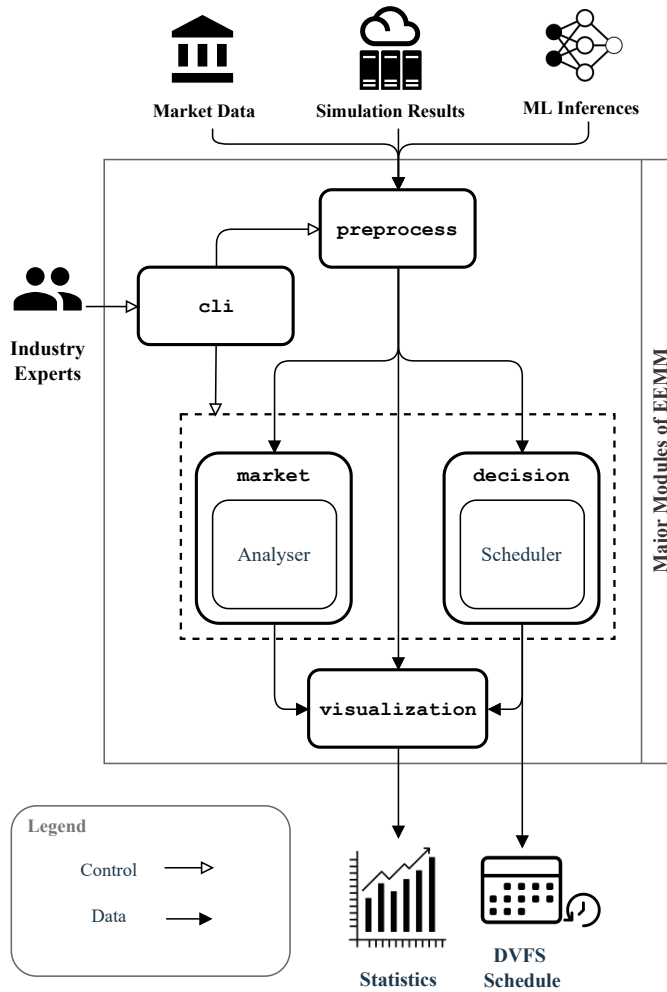 Market Data
Simulation Results
ML Inferences
preprocess
cli
Industry
Experts
Major Modules of EEMM
market
decision
Analyser
Scheduler
visualization
Legend
Control
Data
Statistics
DVFS
Schedule